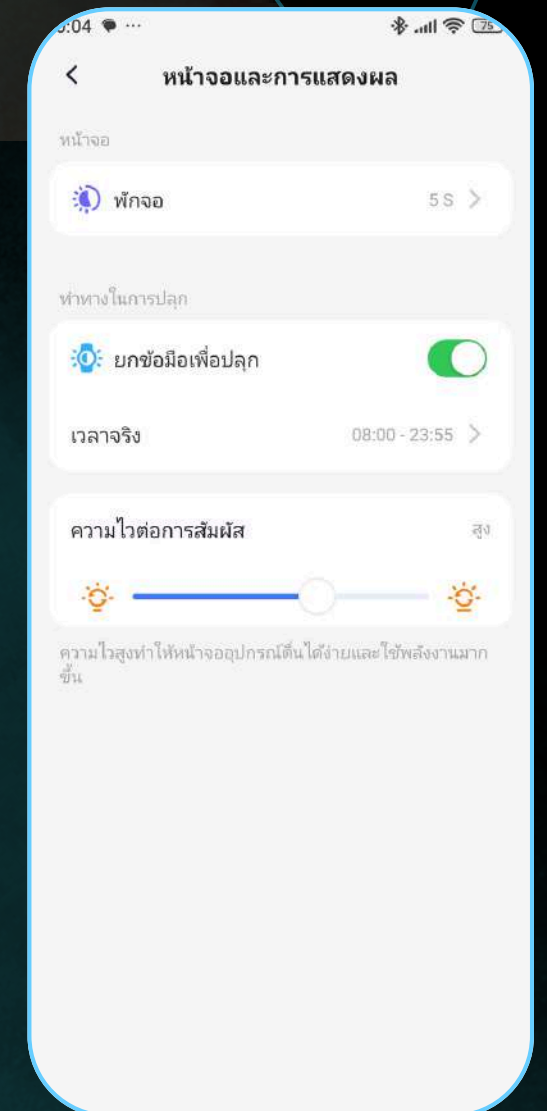 :04
75
หน้าจอและการแสดงผล
หน้าจอ
พักจอ 5 S
ท่าทางในการปลุก
ยกข้อมือเพื่อปลุก
เวลาจริง 08:00 - 23:55
ความไวต่อการสัมผัส สูง
ความไวสูงทำให้หน้าจออุปกรณ์ตื่นได้ง่ายและใช้พลังงานมาก
ขึ้น